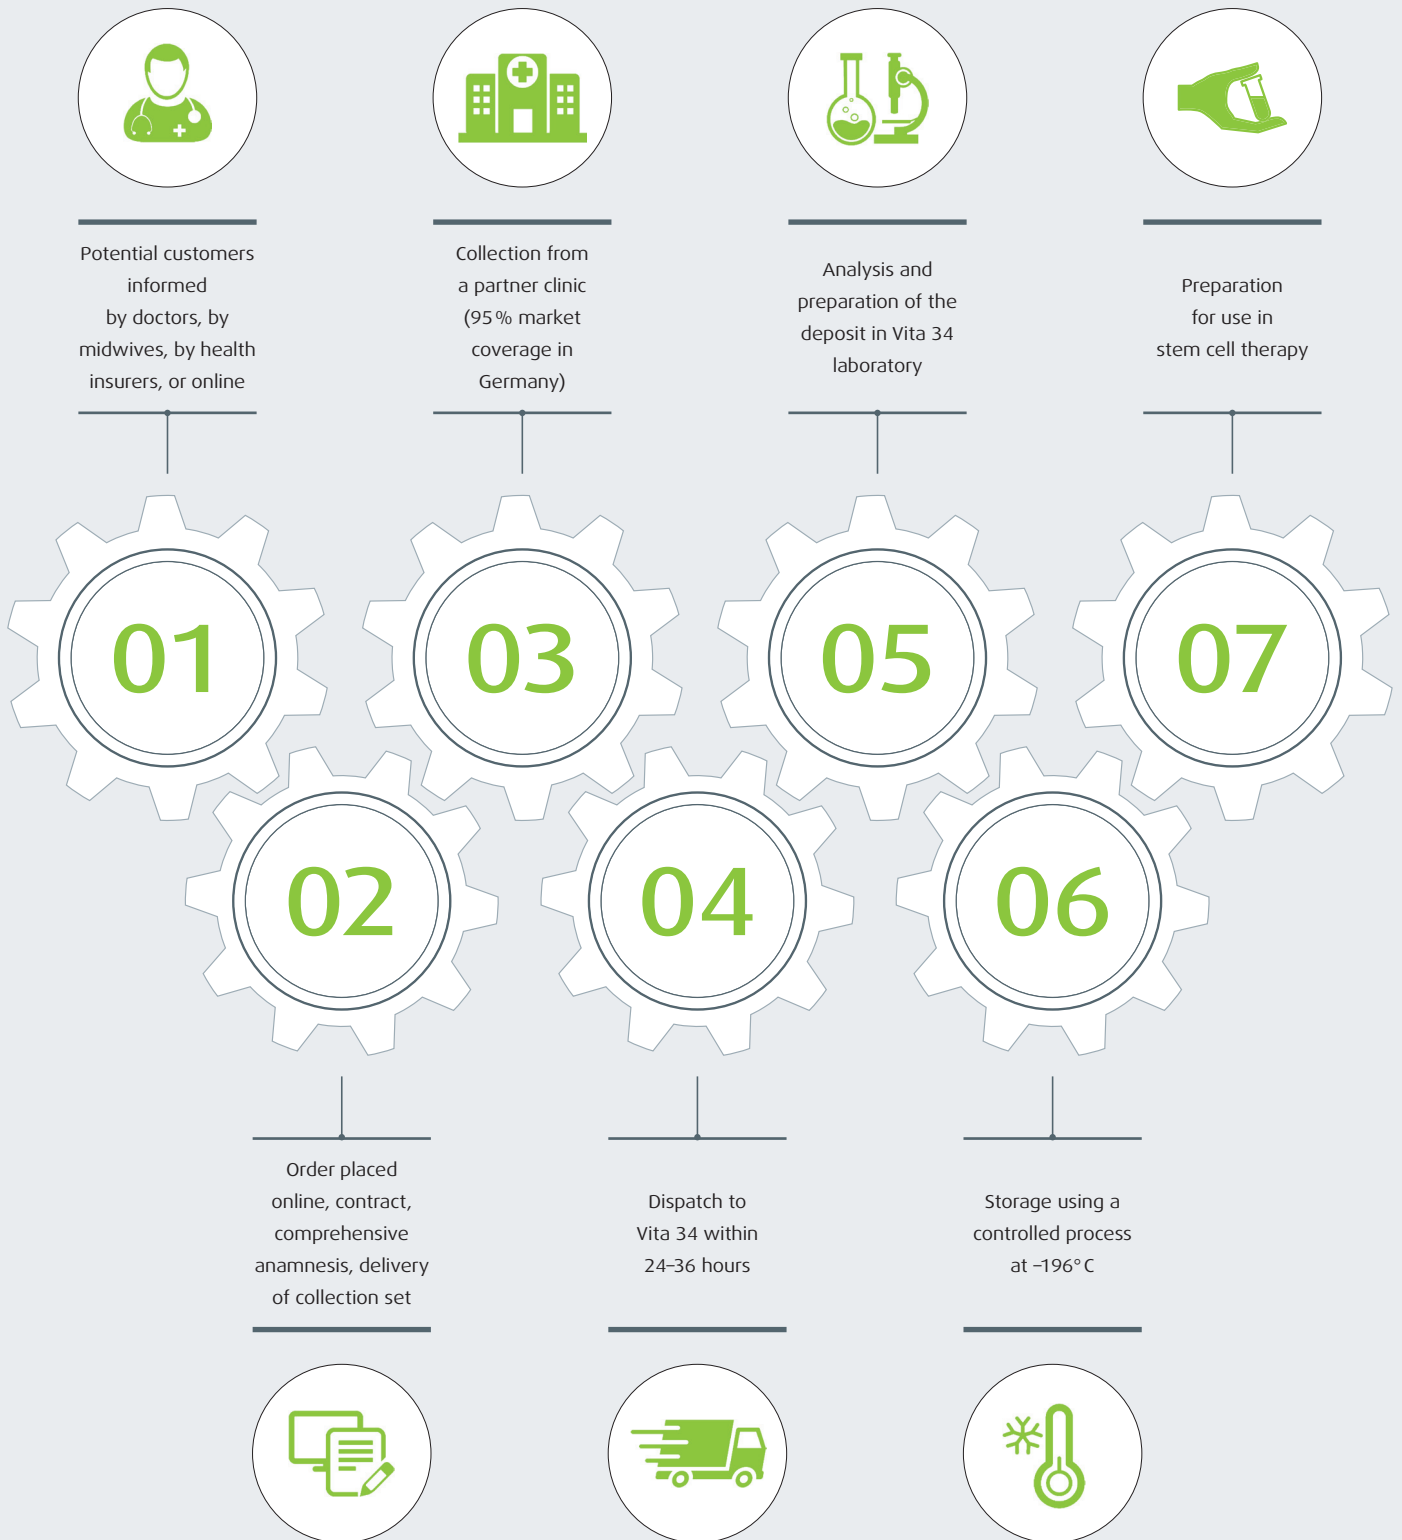 Potential customers
informed
by doctors, by
midwives, by health
insurers, or online
Collection from
a partner clinic
(95 % market
coverage in
Germany)
Analysis and
preparation of the
deposit in Vita 34
laboratory
Preparation
for use in
stem cell therapy
01
03
05
07
02
04
06
Order placed
online, contract,
comprehensive
anamnesis, delivery
of collection set
Dispatch to
Vita 34 within
24–36 hours
Storage using a
controlled process
at –196° C